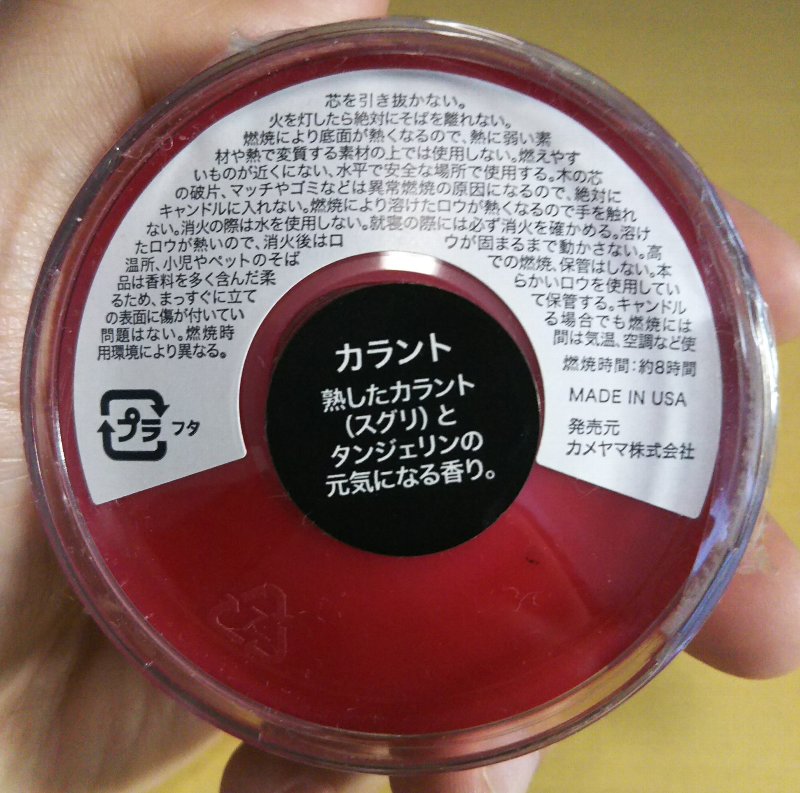 芯を引き抜かない。
火を灯したら絶対にそばを離れない。
燃焼により底面が熱くなるので、熱に弱い素
材や熱で変質する素材の上では使用しない。燃えやす
いものが近くにない、水平で安全な場所で使用する。木の芯
の破片、マッチやゴミなどは異常燃焼の原因になるので、絶対に
キャンドルに入れない。燃焼により溶けたロウが熱くなるので手を触れ
ない。消火の際は水を使用しない。就寝の際には必ず消火を確かめる。溶け
たロウが熱いので、消火後はロウが固まるまで動かさない。高
温所、小児やペットのそばでの燃焼、保管はしない。本
品は香料を多く含んだ柔らかいロウを使用してい
るため、まっすぐに立てて保管する。キャンドル
の表面に傷が付いている場合でも燃焼には
問題はない。燃焼時間は気温、空調など使
用環境により異なる。
燃焼時間：約8時間
MADE IN USA
発売元
カメヤマ株式会社
プラ フタ
カラント
熟したカラント
(スグリ)と
タンジェリンの
元気になる香り。